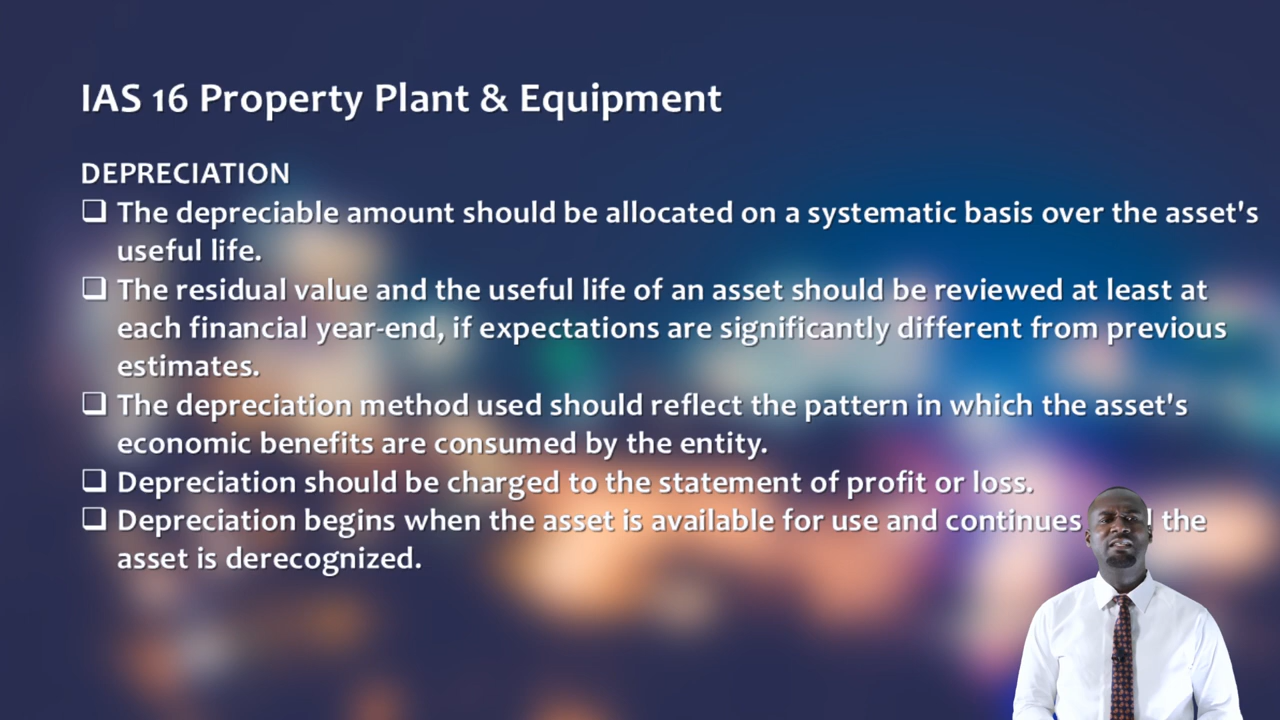 IAS 16 Property Plant & Equipment
DEPRECIATION
❑ The depreciable amount should be allocated on a systematic basis over the asset's
useful life.
❑ The residual value and the useful life of an asset should be reviewed at least at
each financial year-end, if expectations are significantly different from previous
estimates.
❑ The depreciation method used should reflect the pattern in which the asset's
economic benefits are consumed by the entity.
❑ Depreciation should be charged to the statement of profit or loss.
❑ Depreciation begins when the asset is available for use and continues the
asset is derecognized.